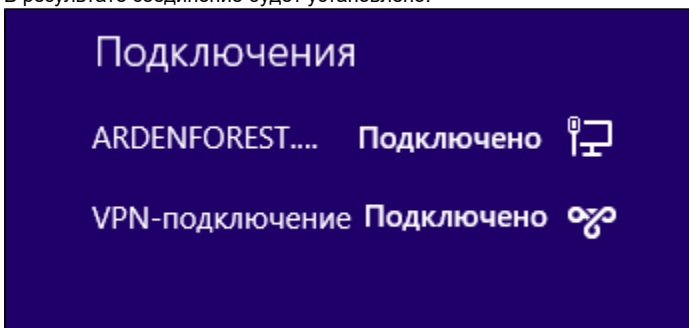 В результате соединение будет установлено.
Подключения
ARDENFOREST.... Подключено
VPN-подключение Подключено